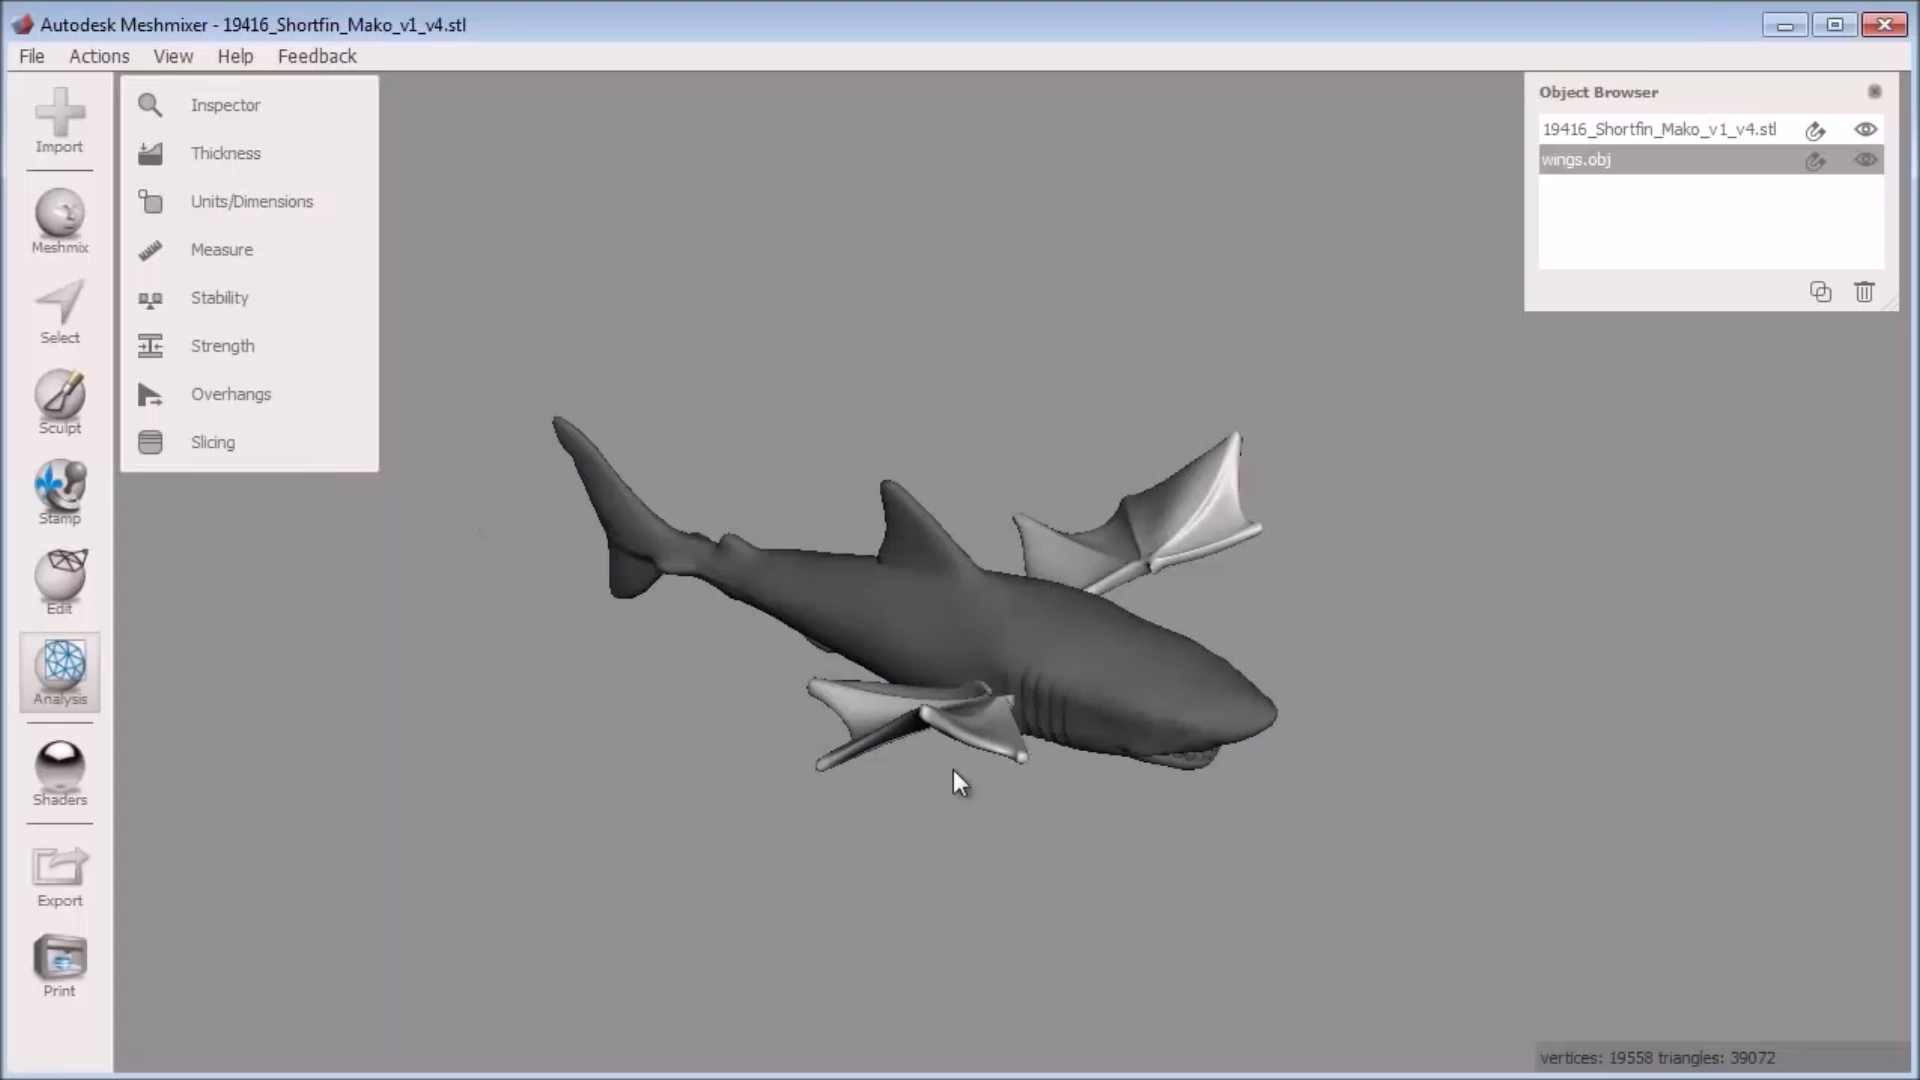 Autodesk Meshmixer - 19416_Shortfin_Mako_v1_v4.stl
File Actions View Help Feedback
Import
Meshmix
Select
Sculpt
Stamp
Edit
Analysis
Shaders
Export
Print
Inspector
Thickness
Units/Dimensions
Measure
Stability
Strength
Overhangs
Slicing
Object Browser
19416_Shortfin_Mako_v1_v4.stl
wings.obj
vertices: 19558 triangles: 39072